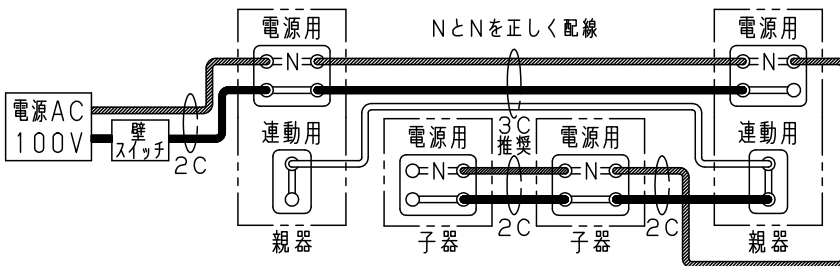 電源用
NとNを正しく配線
電源用
N
N
電源AC
100V
壁
スイッチ
2C
連動用
3C
推奨
連動用
電源用
電源用
N
N
2C
2C
親器
子器
子器
親器